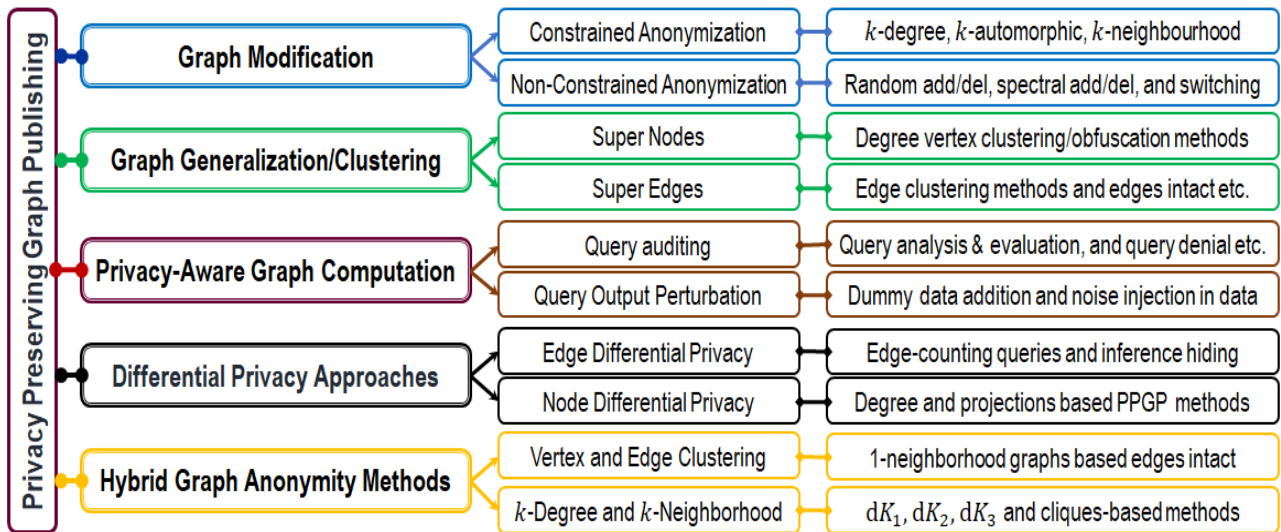 Privacy Preserving Graph Publishing
Graph Modification
Constrained Anonymization
k-degree, k-automorphic, k-neighbourhood
Non-Constrained Anonymization
Random add/del, spectral add/del, and switching
Graph Generalization/Clustering
Super Nodes
Degree vertex clustering/obfuscation methods
Super Edges
Edge clustering methods and edges intact etc.
Privacy-Aware Graph Computation
Query auditing
Query analysis & evaluation, and query denial etc.
Query Output Perturbation
Dummy data addition and noise injection in data
Differential Privacy Approaches
Edge Differential Privacy
Edge-counting queries and inference hiding
Node Differential Privacy
Degree and projections based PPGP methods
Hybrid Graph Anonymity Methods
Vertex and Edge Clustering
1-neighborhood graphs based edges intact
k-Degree and k-Neighborhood
dK₁, dK₂, dK₃ and cliques-based methods